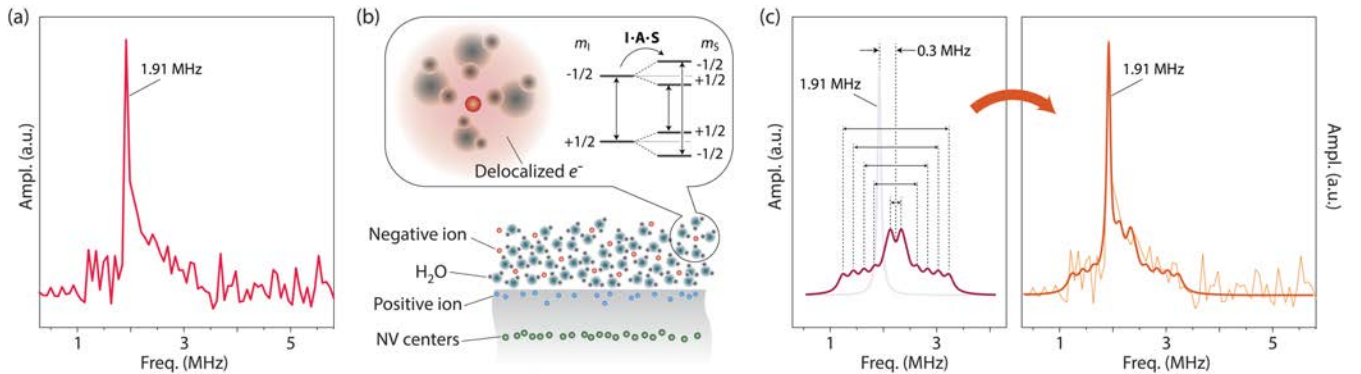 (a)
Ampl. (a.u.)
1.91 MHz
1
3
5
Freq. (MHz)
(b)
I·A·S
m_I
m_S
-1/2
-1/2
+1/2
+1/2
+1/2
-1/2
Delocalized e⁻
Negative ion
H₂O
Positive ion
NV centers
(c)
Ampl. (a.u.)
0.3 MHz
1.91 MHz
1
3
Freq. (MHz)
1.91 MHz
Ampl. (a.u.)
1
3
5
Freq. (MHz)